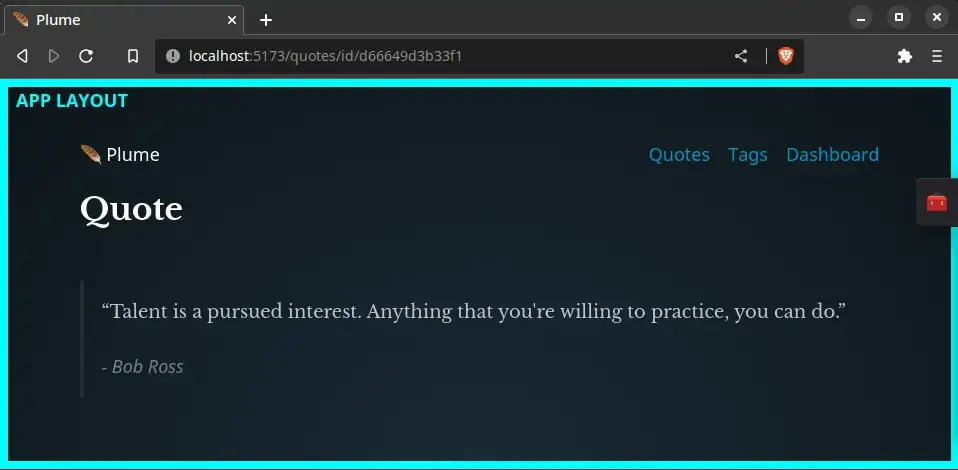 Plume
localhost:5173/quotes/id/d66649d3b33f1
APP LAYOUT
Plume Quotes Tags Dashboard
Quote
“Talent is a pursued interest. Anything that you're willing to practice, you can do.”
- Bob Ross